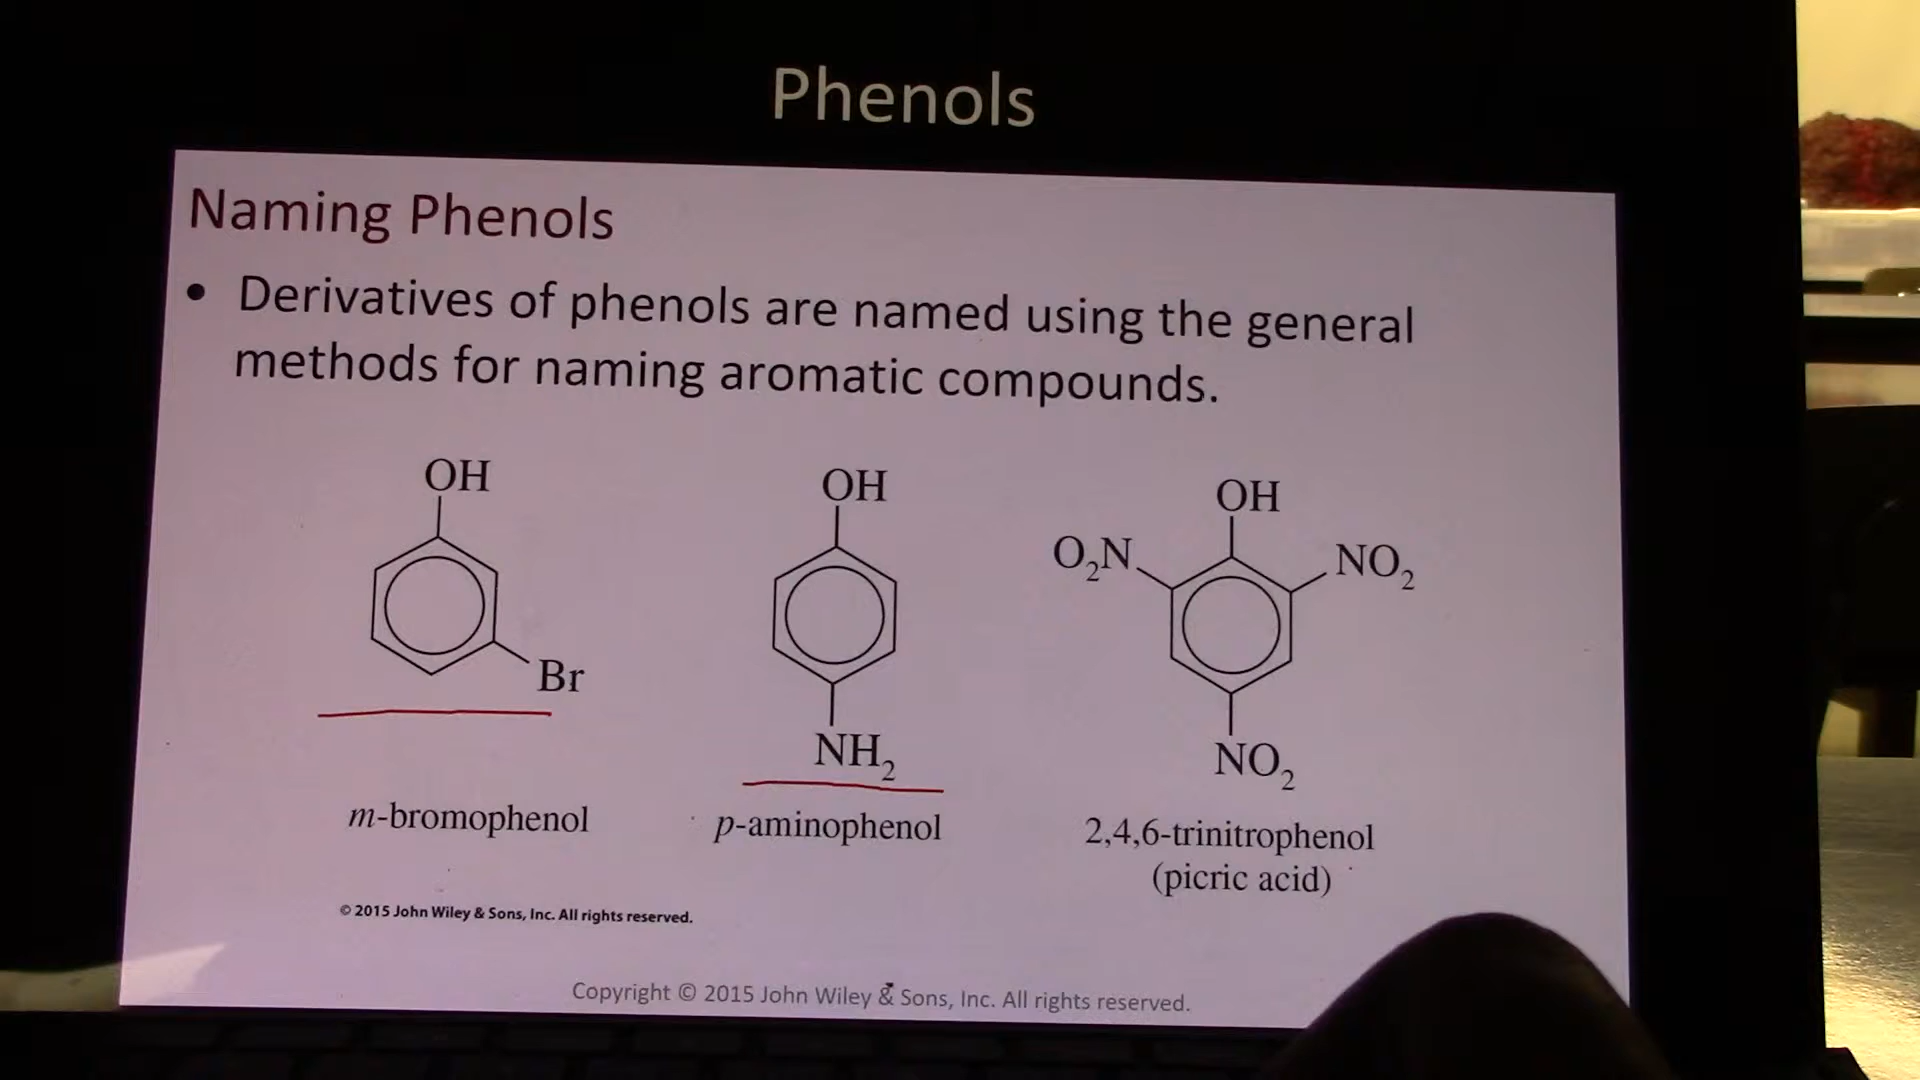 Phenols
Naming Phenols
• Derivatives of phenols are named using the general
methods for naming aromatic compounds.
OH
Br
m-bromophenol
OH
NH₂
p-aminophenol
OH
O₂N
NO₂
NO₂
2,4,6-trinitrophenol
(picric acid)
© 2015 John Wiley & Sons, Inc. All rights reserved.
Copyright © 2015 John Wiley & Sons, Inc. All rights reserved.